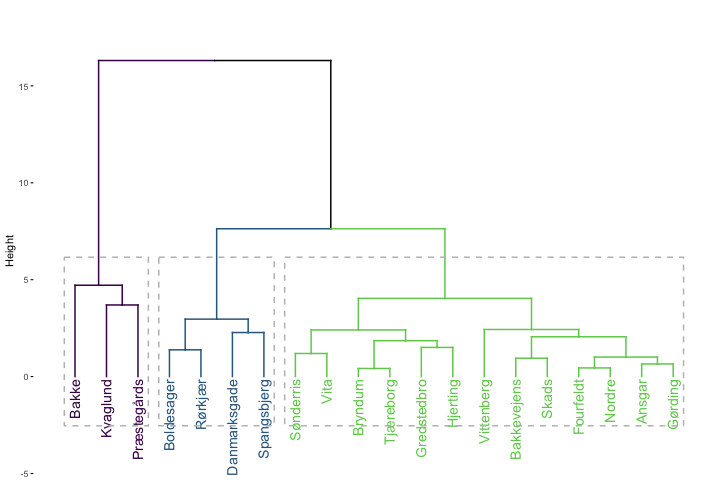 Height
15
10
5
0
-5
Bakke
Kvaglund
Præstegårds
Boldesager
Rørkjær
Danmarksgade
Spangsbjerg
Sønderris
Vita
Bryndum
Tjæreborg
Gredstedbro
Hjerting
Vittenberg
Bakkevejens
Skads
Fourfeldt
Nordre
Ansgar
Gørding